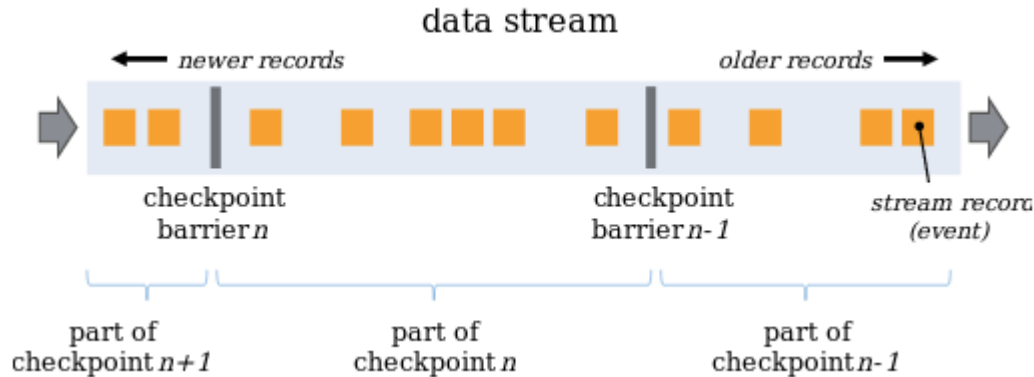 data stream
newer records
older records
checkpoint
barrier n
checkpoint
barrier n-1
stream record
(event)
part of
checkpoint n+1
part of
checkpoint n
part of
checkpoint n-1